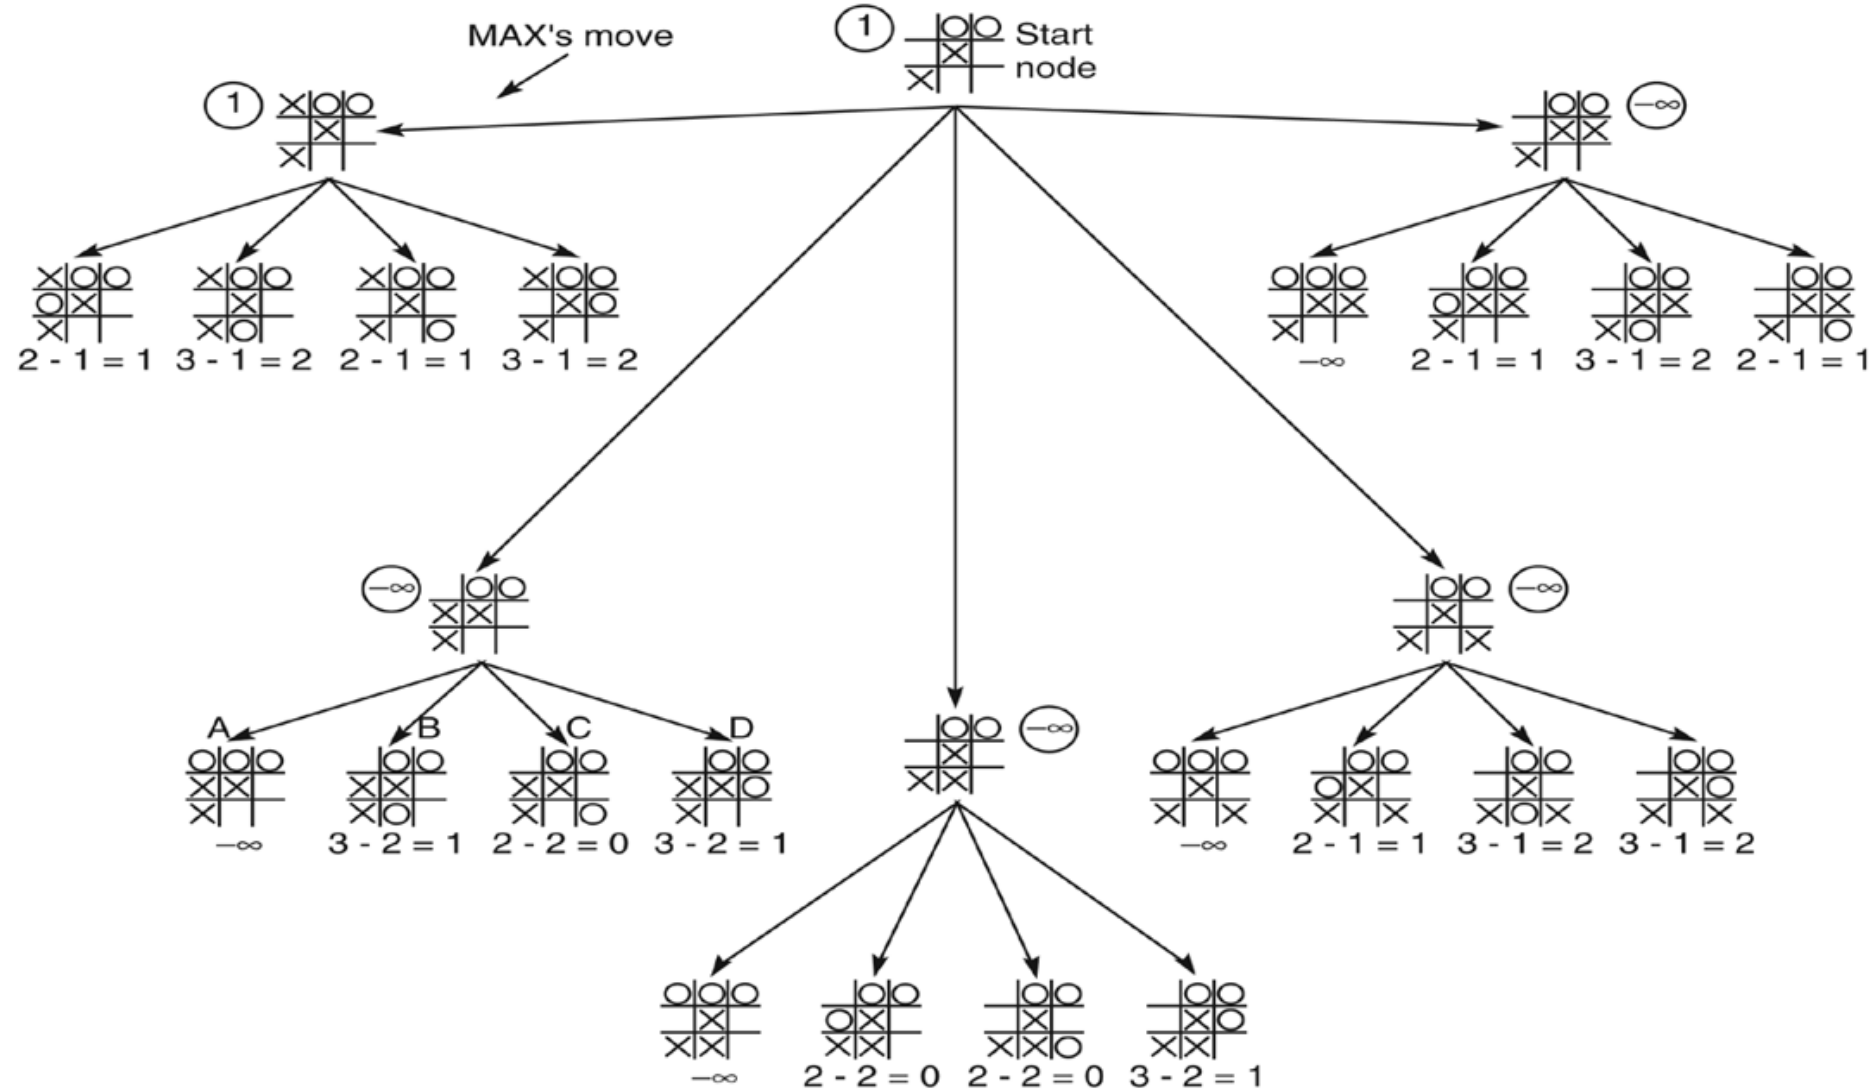 MAX's move
1
Start
node
1
−∞
2 - 1 = 1
3 - 1 = 2
2 - 1 = 1
3 - 1 = 2
−∞
2 - 1 = 1
3 - 1 = 2
2 - 1 = 1
−∞
−∞
A
B
C
D
−∞
−∞
3 - 2 = 1
2 - 2 = 0
3 - 2 = 1
−∞
2 - 1 = 1
3 - 1 = 2
3 - 1 = 2
−∞
2 - 2 = 0
2 - 2 = 0
3 - 2 = 1